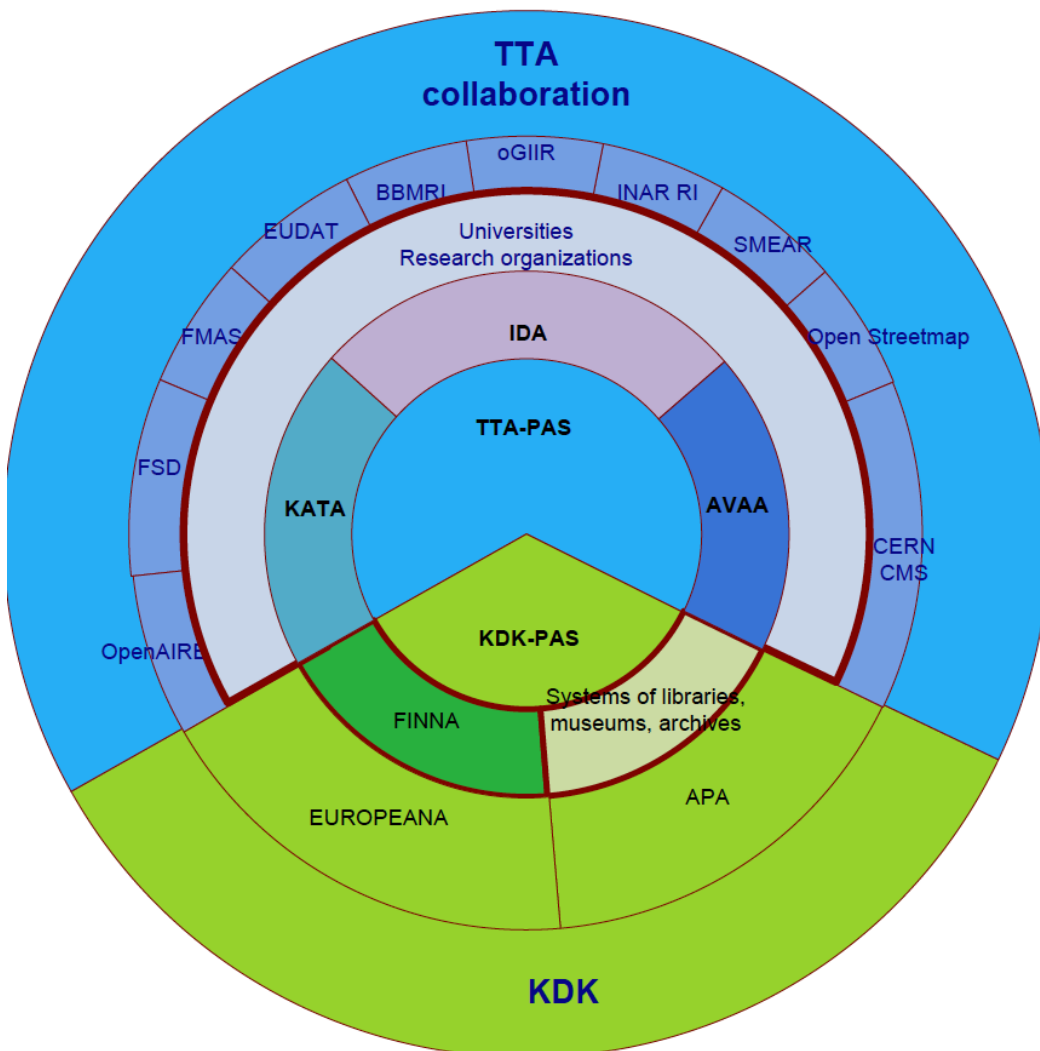 TTA
collaboration
oGIIR
BBMRI
INAR RI
EUDAT
SMEAR
Universities
Research organizations
FMAS
IDA
Open Streetmap
TTA-PAS
FSD
KATA
AVAA
CERN
CMS
OpenAIRE
KDK-PAS
Systems of libraries,
museums, archives
FINNA
APA
EUROPEANA
KDK